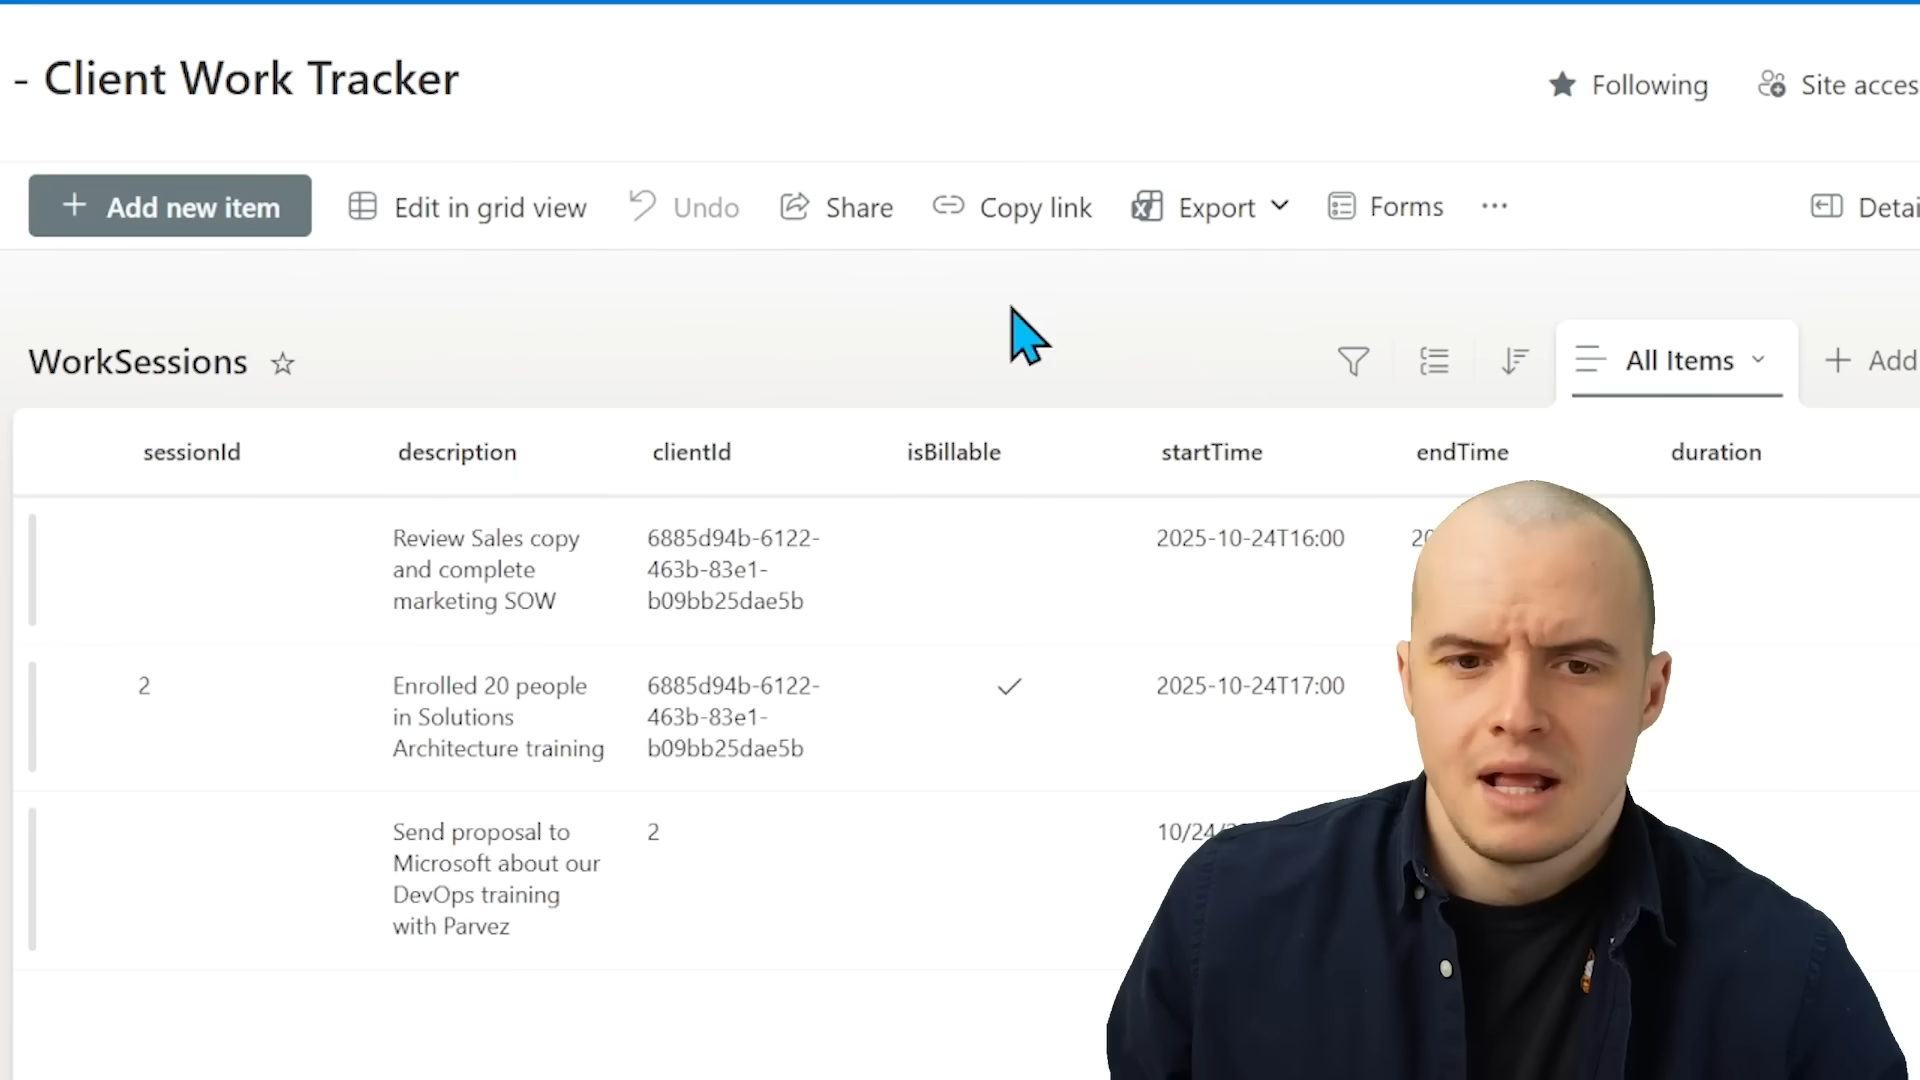 - Client Work Tracker
Following
Site acces
+ Add new item
Edit in grid view
Undo
Share
Copy link
Export
Forms
...
Detai
WorkSessions
All Items
+ Add
sessionId description clientId isBillable startTime endTime duration
Review Sales copy
and complete
marketing SOW
6885d94b-6122-
463b-83e1-
b09bb25dae5b
2025-10-24T16:00
20
2
Enrolled 20 people
in Solutions
Architecture training
6885d94b-6122-
463b-83e1-
b09bb25dae5b
2025-10-24T17:00
Send proposal to
Microsoft about our
DevOps training
with Parvez
2
10/24/